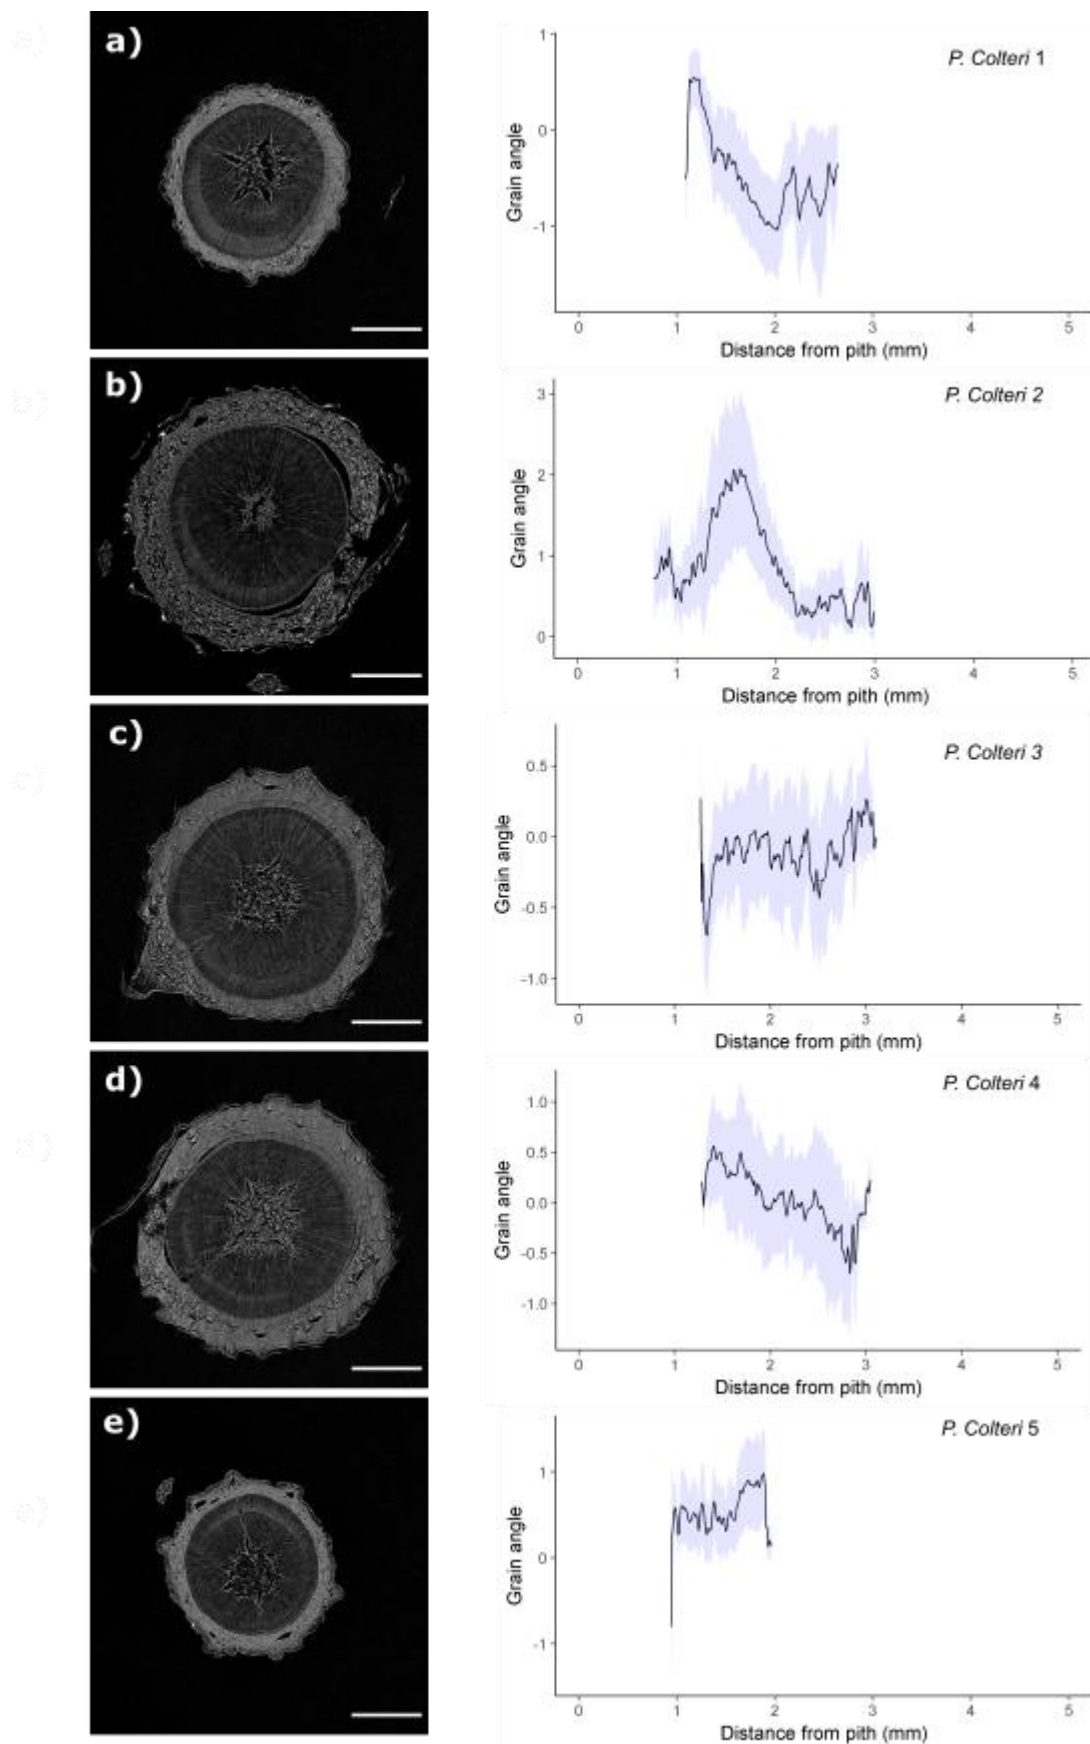 a)
P. Colteri 1
1
0
-1
Grain angle
0 1 2 3 4 5
Distance from pith (mm)
b)
P. Colteri 2
3
2
1
0
Grain angle
0 1 2 3 4 5
Distance from pith (mm)
c)
P. Colteri 3
0.5
0.0
-0.5
-1.0
Grain angle
0 1 2 3 4 5
Distance from pith (mm)
d)
P. Colteri 4
1.0
0.5
0.0
-0.5
-1.0
Grain angle
0 1 2 3 4 5
Distance from pith (mm)
e)
P. Colteri 5
1
0
-1
Grain angle
0 1 2 3 4 5
Distance from pith (mm)